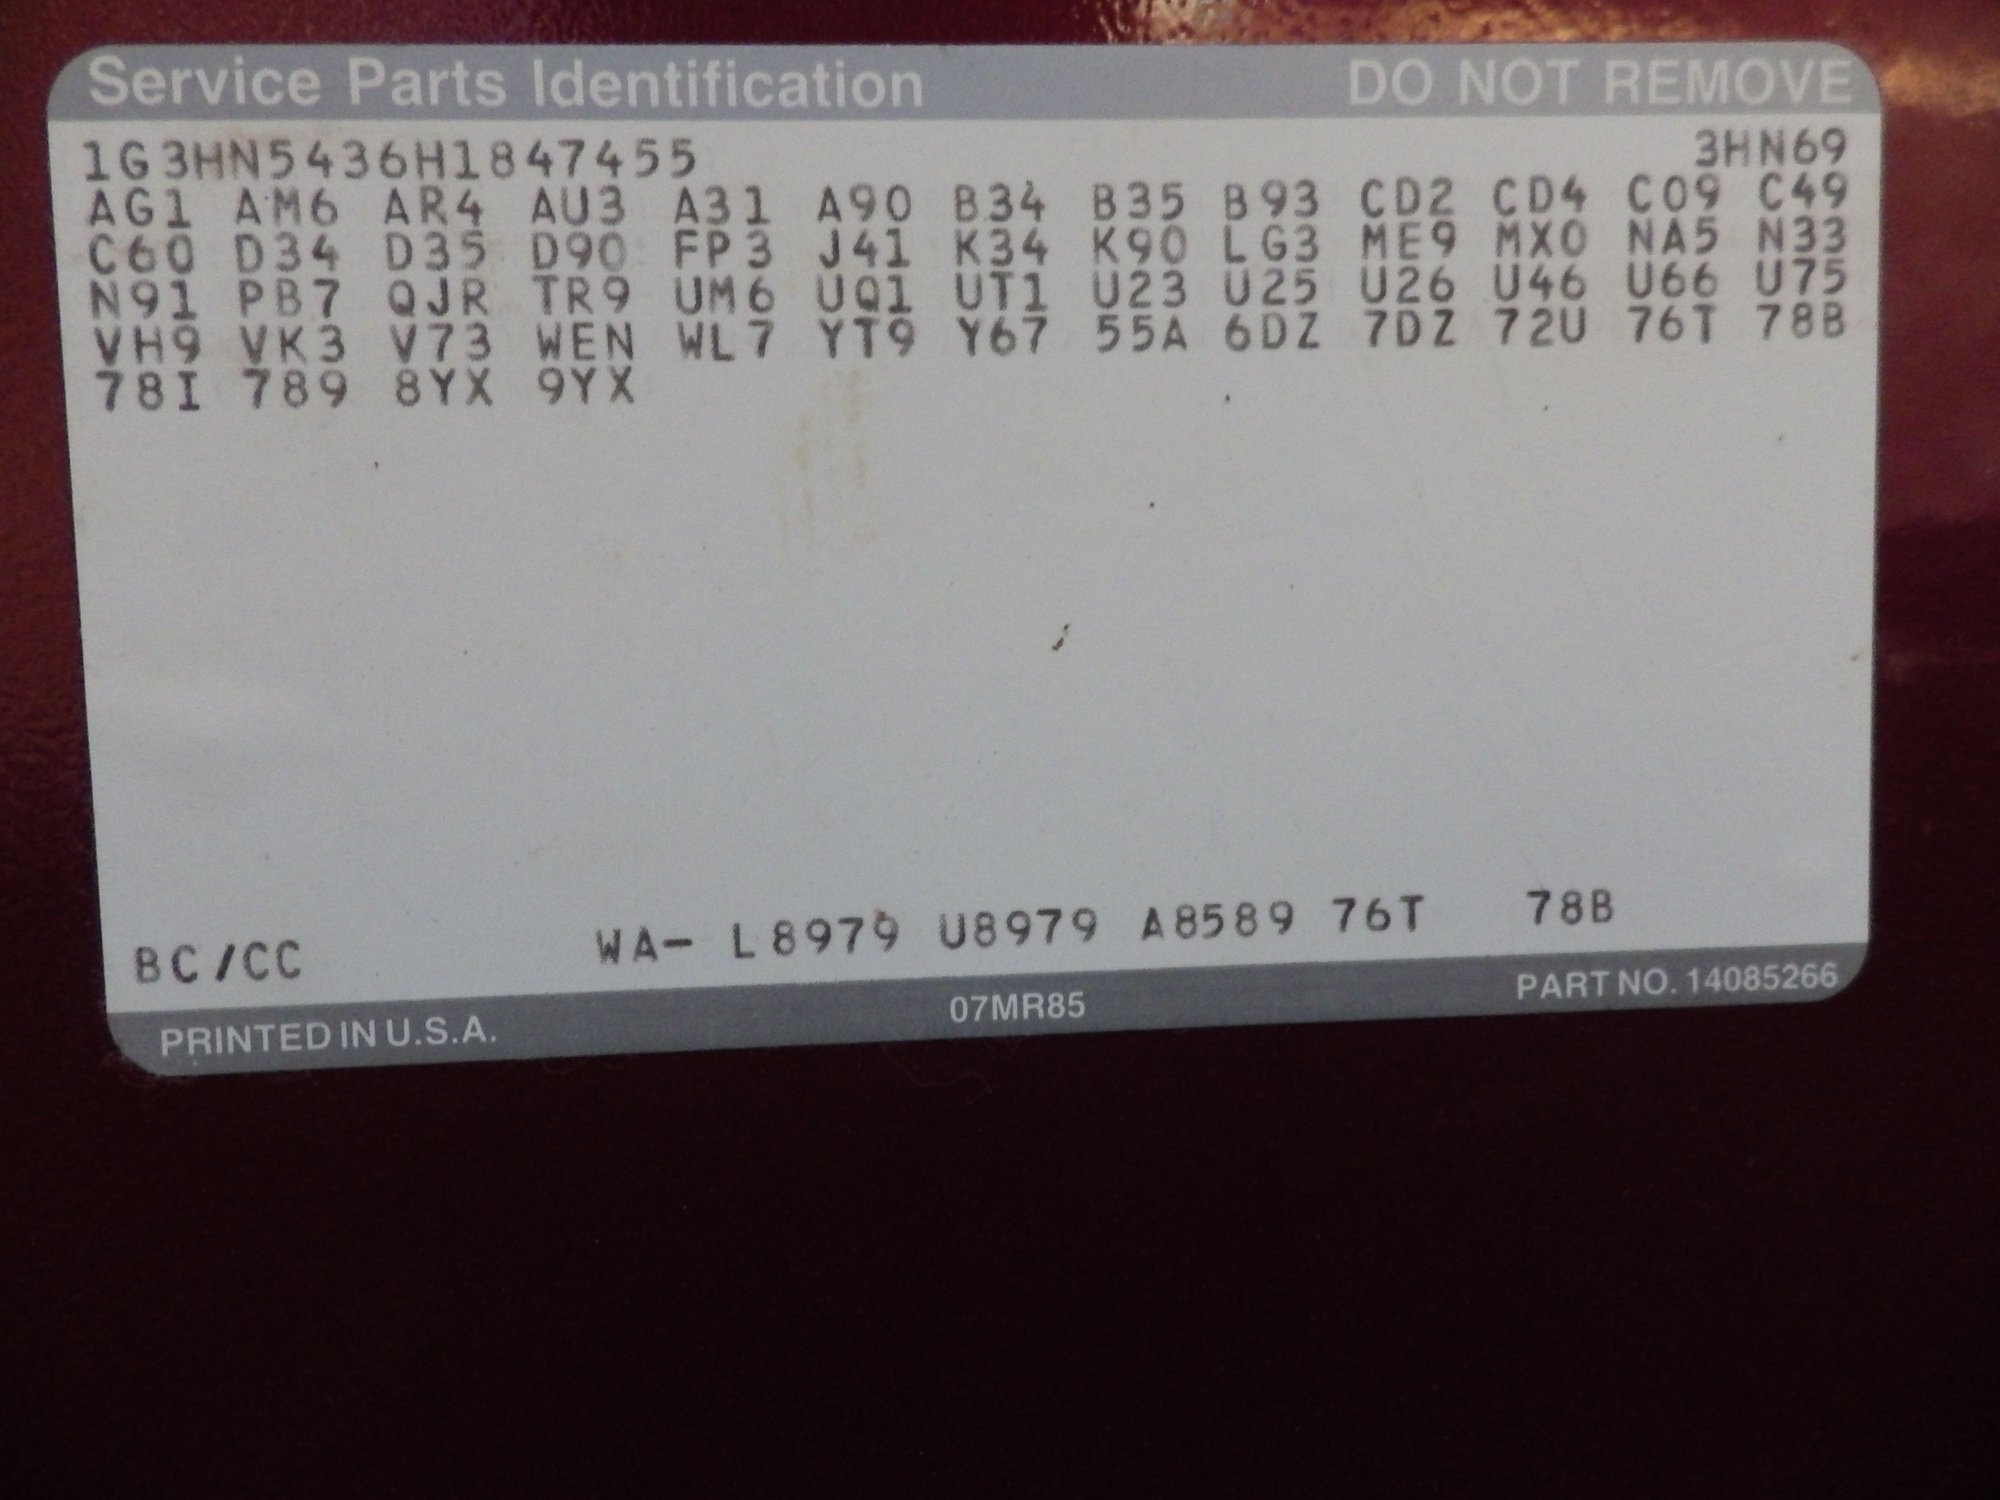 Service Parts Identification DO NOT REMOVE
1G3HN5436H1847455 3HN69
AG1 AM6 AR4 AU3 A31 A90 B34 B35 B93 CD2 CD4 C09 C49
C60 D34 D35 D90 FP3 J41 K34 K90 LG3 ME9 MX0 NA5 N33
N91 PB7 QJR TR9 UM6 UQ1 UT1 U23 U25 U26 U46 U66 U75
VH9 VK3 V73 WEN WL7 YT9 Y67 55A 6DZ 7DZ 72U 76T 78B
78I 789 8YX 9YX
BC/CC WA- L8979 U8979 A8589 76T 78B
PRINTED IN U.S.A. 07MR85 PART NO. 14085266